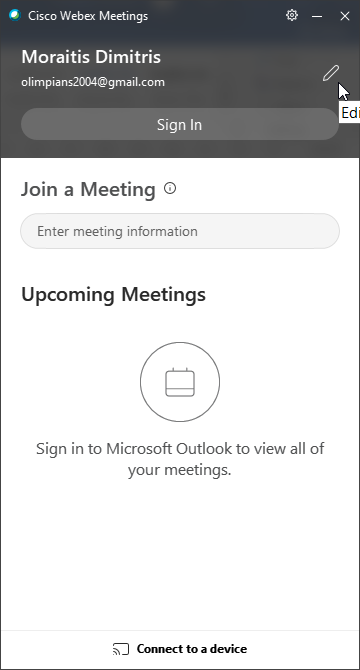 Cisco Webex Meetings
Moraitis Dimitris
olimpians2004@gmail.com
Edi
Sign In
Join a Meeting
Enter meeting information
Upcoming Meetings
Sign in to Microsoft Outlook to view all of
your meetings.
Connect to a device